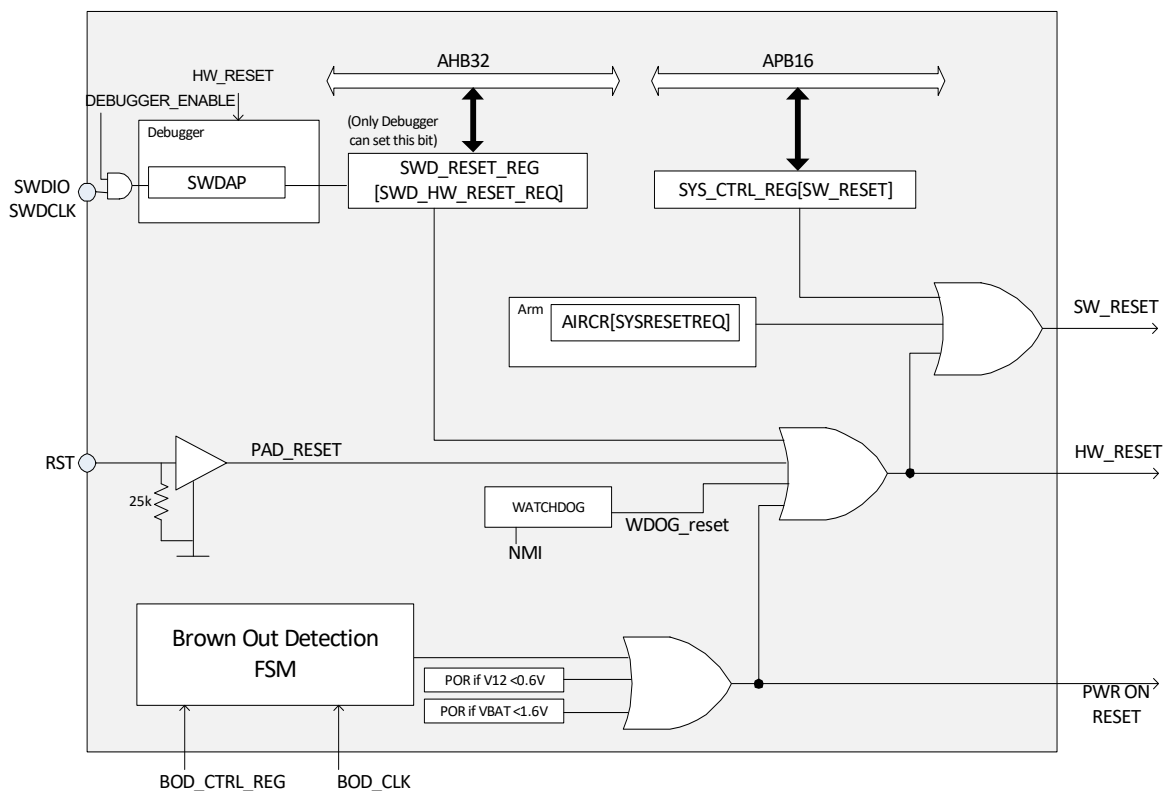 AHB32
APB16
HW_RESET
DEBUGGER_ENABLE
(Only Debugger
can set this bit)
Debugger
SWDAP
SWD_RESET_REG
[SWD_HW_RESET_REQ]
SYS_CTRL_REG[SW_RESET]
SWDIO
SWDCLK
Arm
AIRCR[SYSRESETREQ]
SW_RESET
RST
PAD_RESET
HW_RESET
25k
WATCHDOG
WDOG_reset
NMI
Brown Out Detection
FSM
POR if V12 <0.6V
POR if VBAT <1.6V
PWR ON
RESET
BOD_CTRL_REG
BOD_CLK